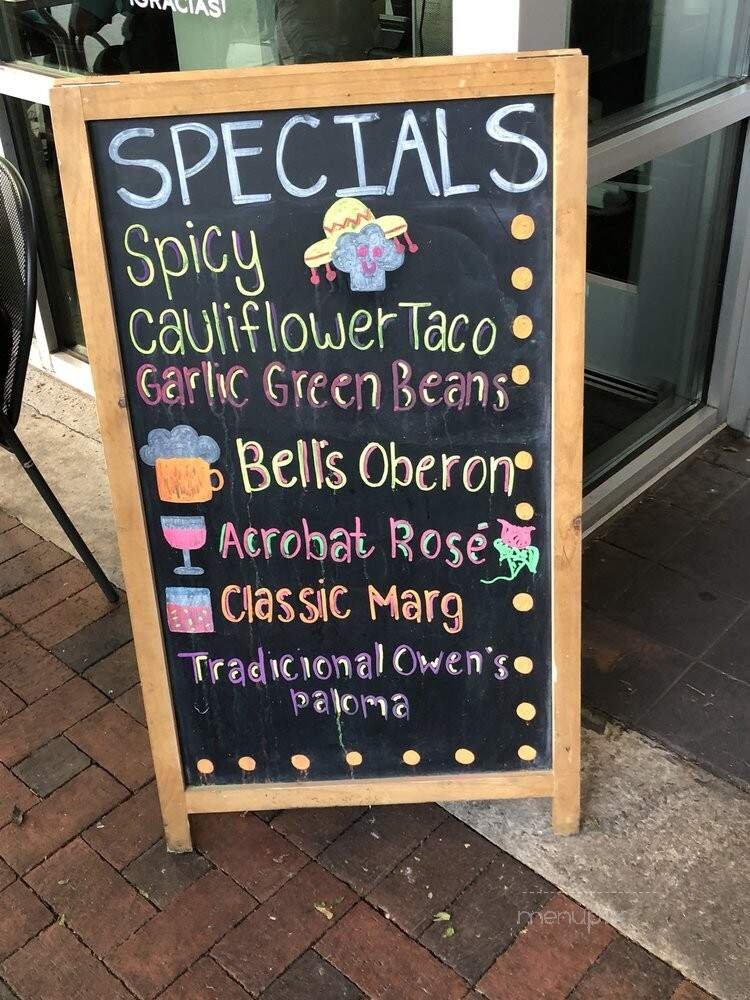 ¡GRACIAS!
SPECIALS
Spicy
Cauliflower Taco
Garlic Green Beans
Bell's Oberon
Acrobat Rosé
Classic Marg
Tradicional Owen's
Paloma